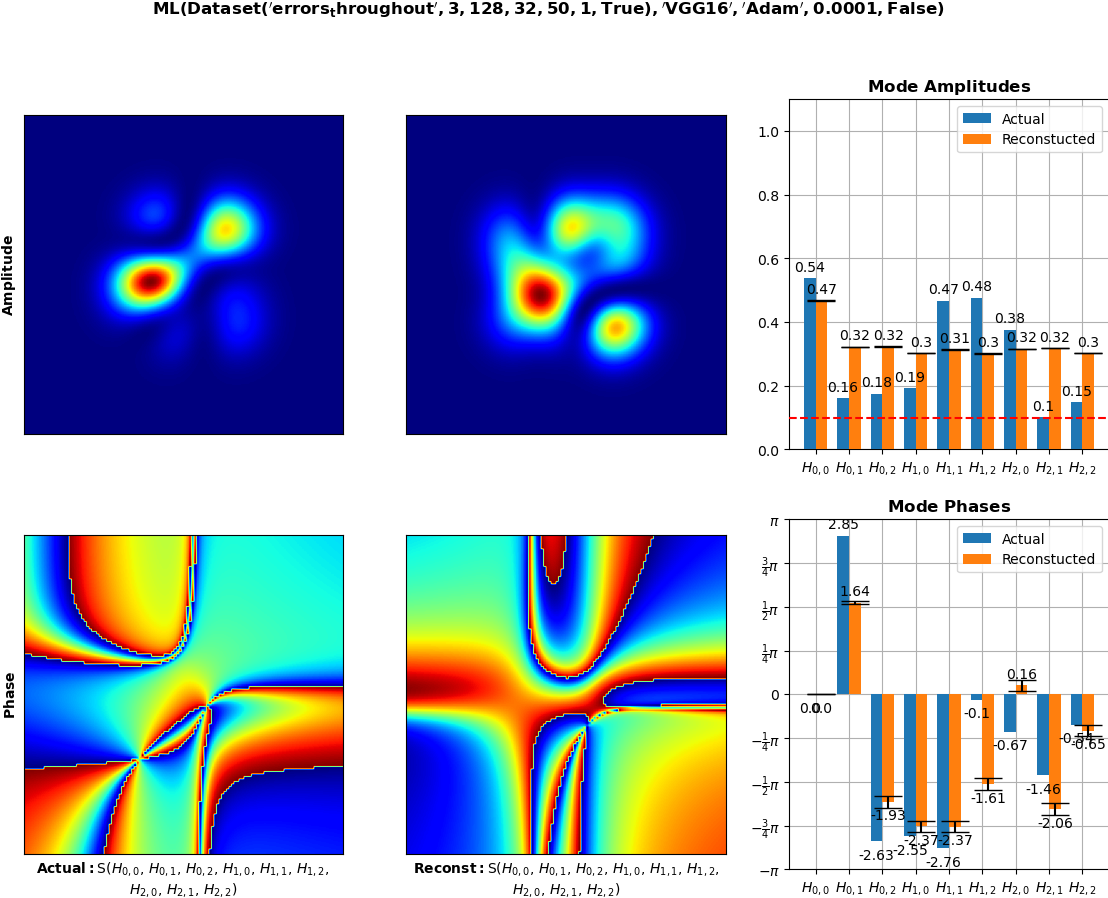 ML(Dataset('errors_throughout', 3, 128, 32, 50, 1, True), 'VGG16', 'Adam', 0.0001, False)
Amplitude
Mode Amplitudes
Actual
Reconstucted
1.0
0.8
0.6
0.4
0.2
0.0
0.54
0.47
0.16
0.32
0.18
0.32
0.19
0.3
0.47
0.31
0.48
0.3
0.38
0.32
0.1
0.32
0.15
0.3
H0,0 H0,1 H0,2 H1,0 H1,1 H1,2 H2,0 H2,1 H2,2
Phase
Actual: S(H0,0, H0,1, H0,2, H1,0, H1,1, H1,2,
H2,0, H2,1, H2,2)
Reconst: S(H0,0, H0,1, H0,2, H1,0, H1,1, H1,2,
H2,0, H2,1, H2,2)
Mode Phases
Actual
Reconstucted
π
3/4π
1/2π
1/4π
0
−1/4π
−1/2π
−3/4π
−π
0.0
0.0
2.85
1.64
-2.63
-1.93
-2.55
-2.37
-2.76
-2.37
-0.1
-1.61
-0.67
0.16
-1.46
-2.06
-0.54
-0.65
H0,0 H0,1 H0,2 H1,0 H1,1 H1,2 H2,0 H2,1 H2,2